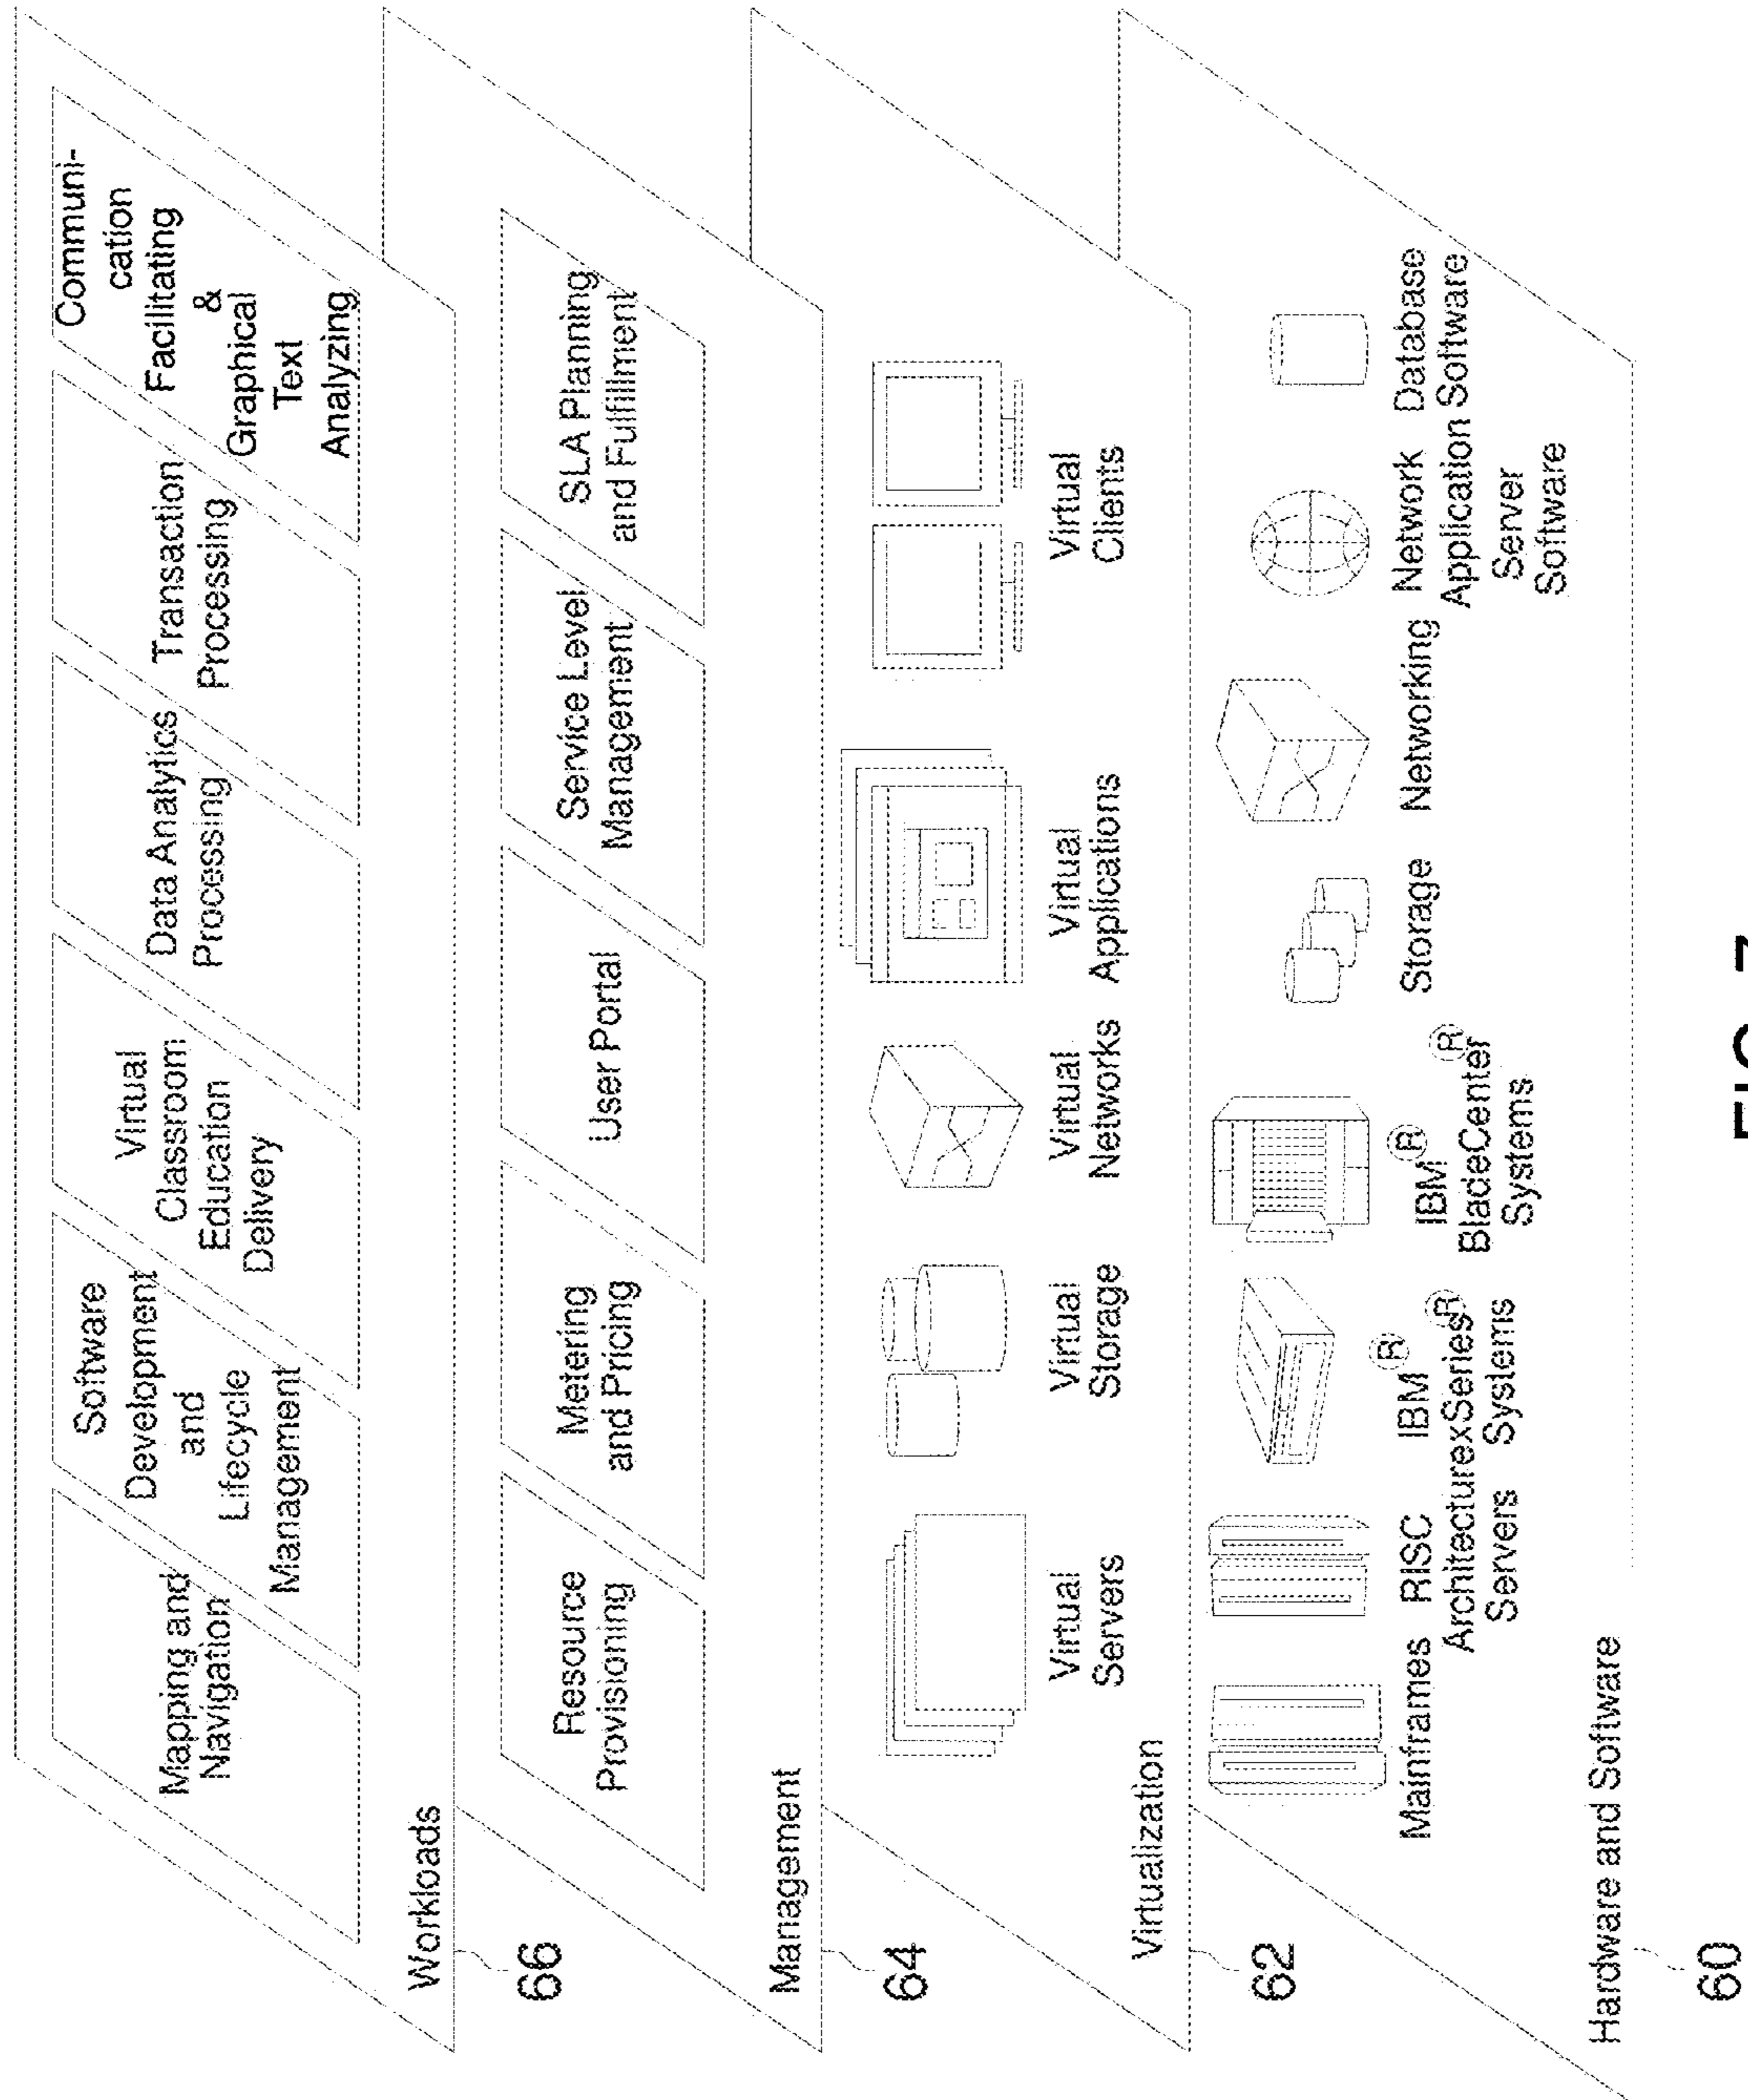 Mapping and
Navigation
Software
Development
and
Lifecycle
Management
Virtual
Classroom
Education
Delivery
Data Analytics
Processing
Transaction
Processing
Communi-
cation
Facilitating
&
Graphical
Text
Analyzing
Workloads
66
Resource
Provisioning
Metering
and Pricing
User Portal
Service Level
Management
SLA Planning
and Fulfillment
Management
64
Virtual
Servers
Virtual
Storage
Virtual
Networks
Virtual
Applications
Virtual
Clients
Virtualization
62
Mainframes
RISC
Architecture
Servers
IBM®
xSeries®
Systems
IBM®
BladeCenter®
Systems
Storage
Networking
Network
Application
Server
Software
Database
Software
Hardware and Software
60
FIG. 7